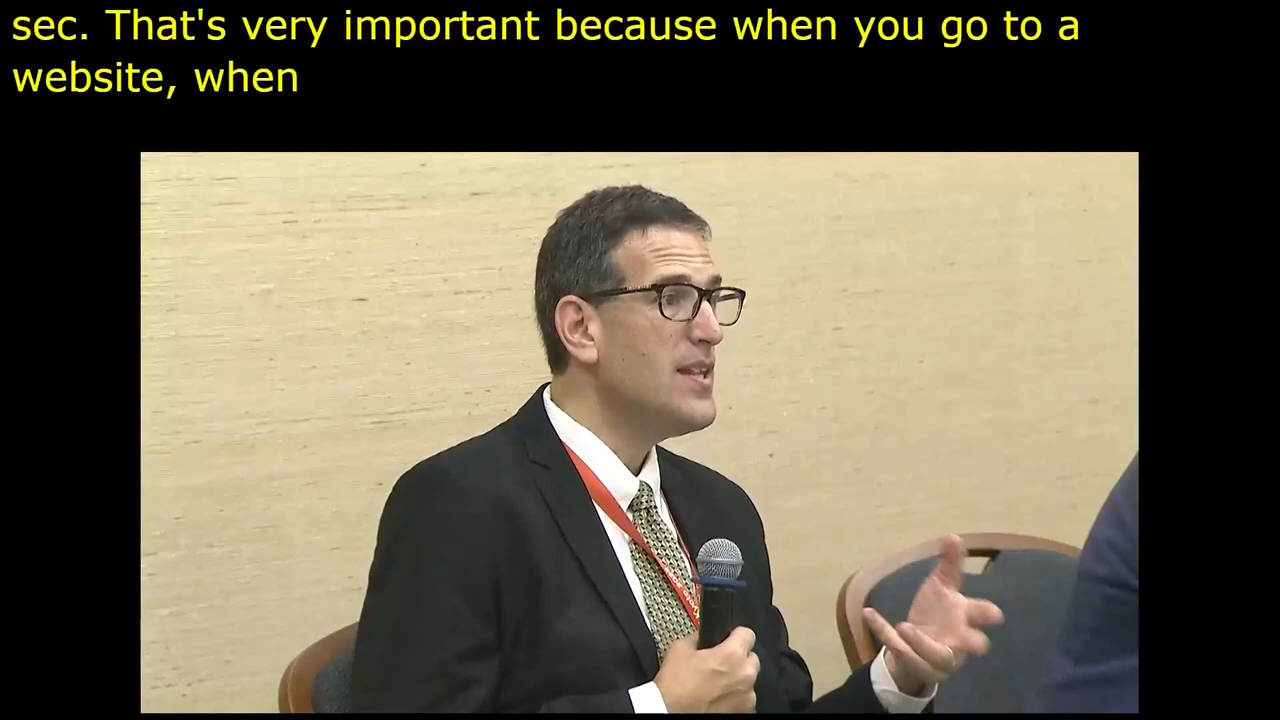 sec. That's very important because when you go to a
website, when